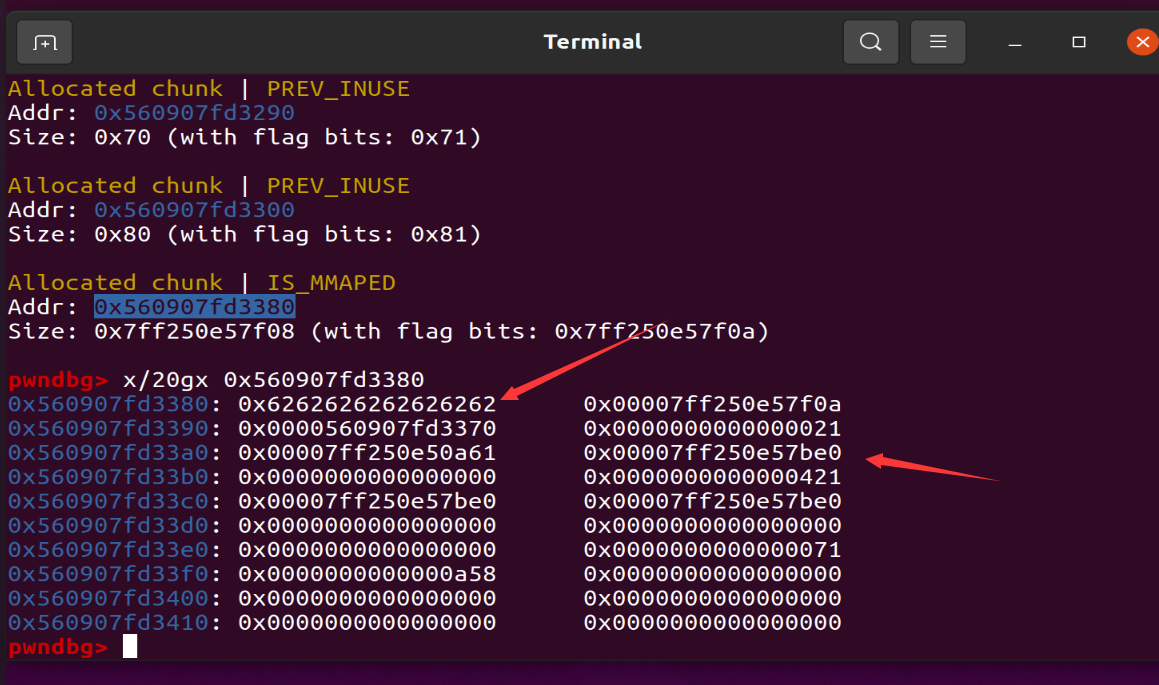 Terminal
Allocated chunk | PREV_INUSE
Addr: 0x560907fd3290
Size: 0x70 (with flag bits: 0x71)
Allocated chunk | PREV_INUSE
Addr: 0x560907fd3300
Size: 0x80 (with flag bits: 0x81)
Allocated chunk | IS_MMAPED
Addr: 0x560907fd3380
Size: 0x7ff250e57f08 (with flag bits: 0x7ff250e57f0a)
pwndbg> x/20gx 0x560907fd3380
0x560907fd3380: 0x6262626262626262 0x00007ff250e57f0a
0x560907fd3390: 0x0000560907fd3370 0x0000000000000021
0x560907fd33a0: 0x00007ff250e50a61 0x00007ff250e57be0
0x560907fd33b0: 0x0000000000000000 0x0000000000000421
0x560907fd33c0: 0x00007ff250e57be0 0x00007ff250e57be0
0x560907fd33d0: 0x0000000000000000 0x0000000000000000
0x560907fd33e0: 0x0000000000000000 0x0000000000000071
0x560907fd33f0: 0x0000000000000a58 0x0000000000000000
0x560907fd3400: 0x0000000000000000 0x0000000000000000
0x560907fd3410: 0x0000000000000000 0x0000000000000000
pwndbg>